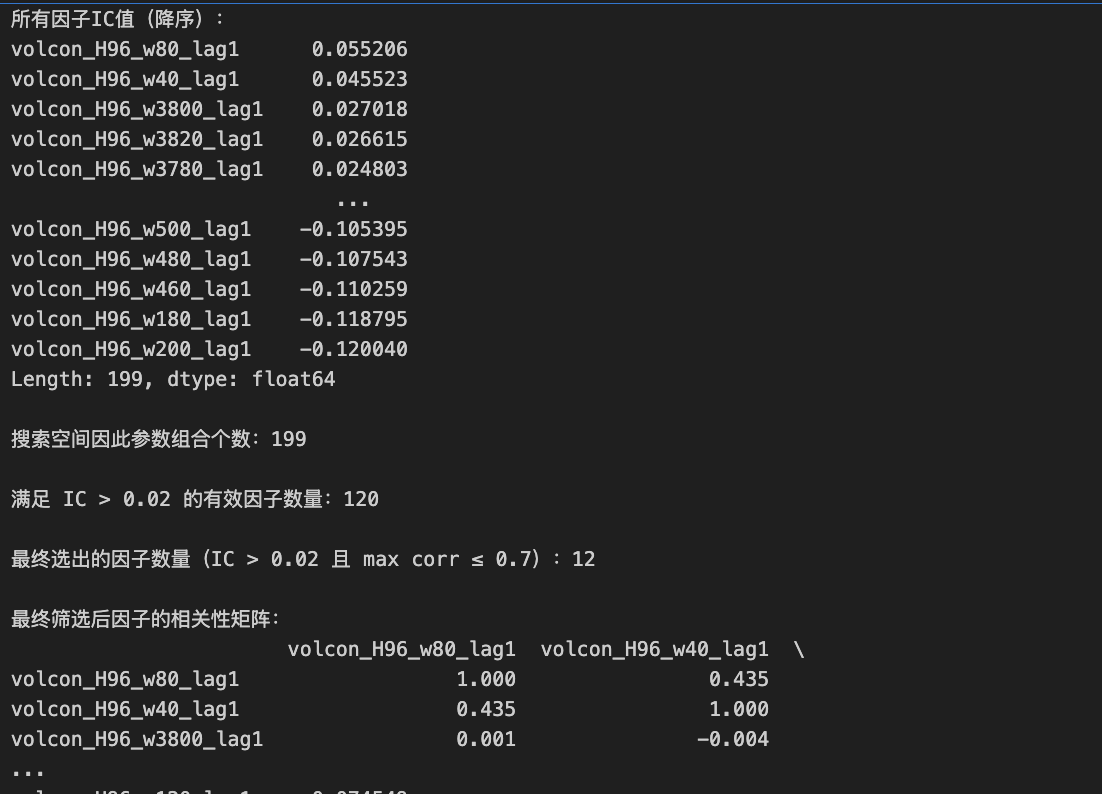 所有因子IC值（降序）：
volcon_H96_w80_lag1 0.055206
volcon_H96_w40_lag1 0.045523
volcon_H96_w3800_lag1 0.027018
volcon_H96_w3820_lag1 0.026615
volcon_H96_w3780_lag1 0.024803
...
volcon_H96_w500_lag1 -0.105395
volcon_H96_w480_lag1 -0.107543
volcon_H96_w460_lag1 -0.110259
volcon_H96_w180_lag1 -0.118795
volcon_H96_w200_lag1 -0.120040
Length: 199, dtype: float64
搜索空间因此参数组合个数：199
满足 IC > 0.02 的有效因子数量：120
最终选出的因子数量（IC > 0.02 且 max corr ≤ 0.7）：12
最终筛选后因子的相关性矩阵：
volcon_H96_w80_lag1 volcon_H96_w40_lag1 \
volcon_H96_w80_lag1 1.000 0.435
volcon_H96_w40_lag1 0.435 1.000
volcon_H96_w3800_lag1 0.001 -0.004
...